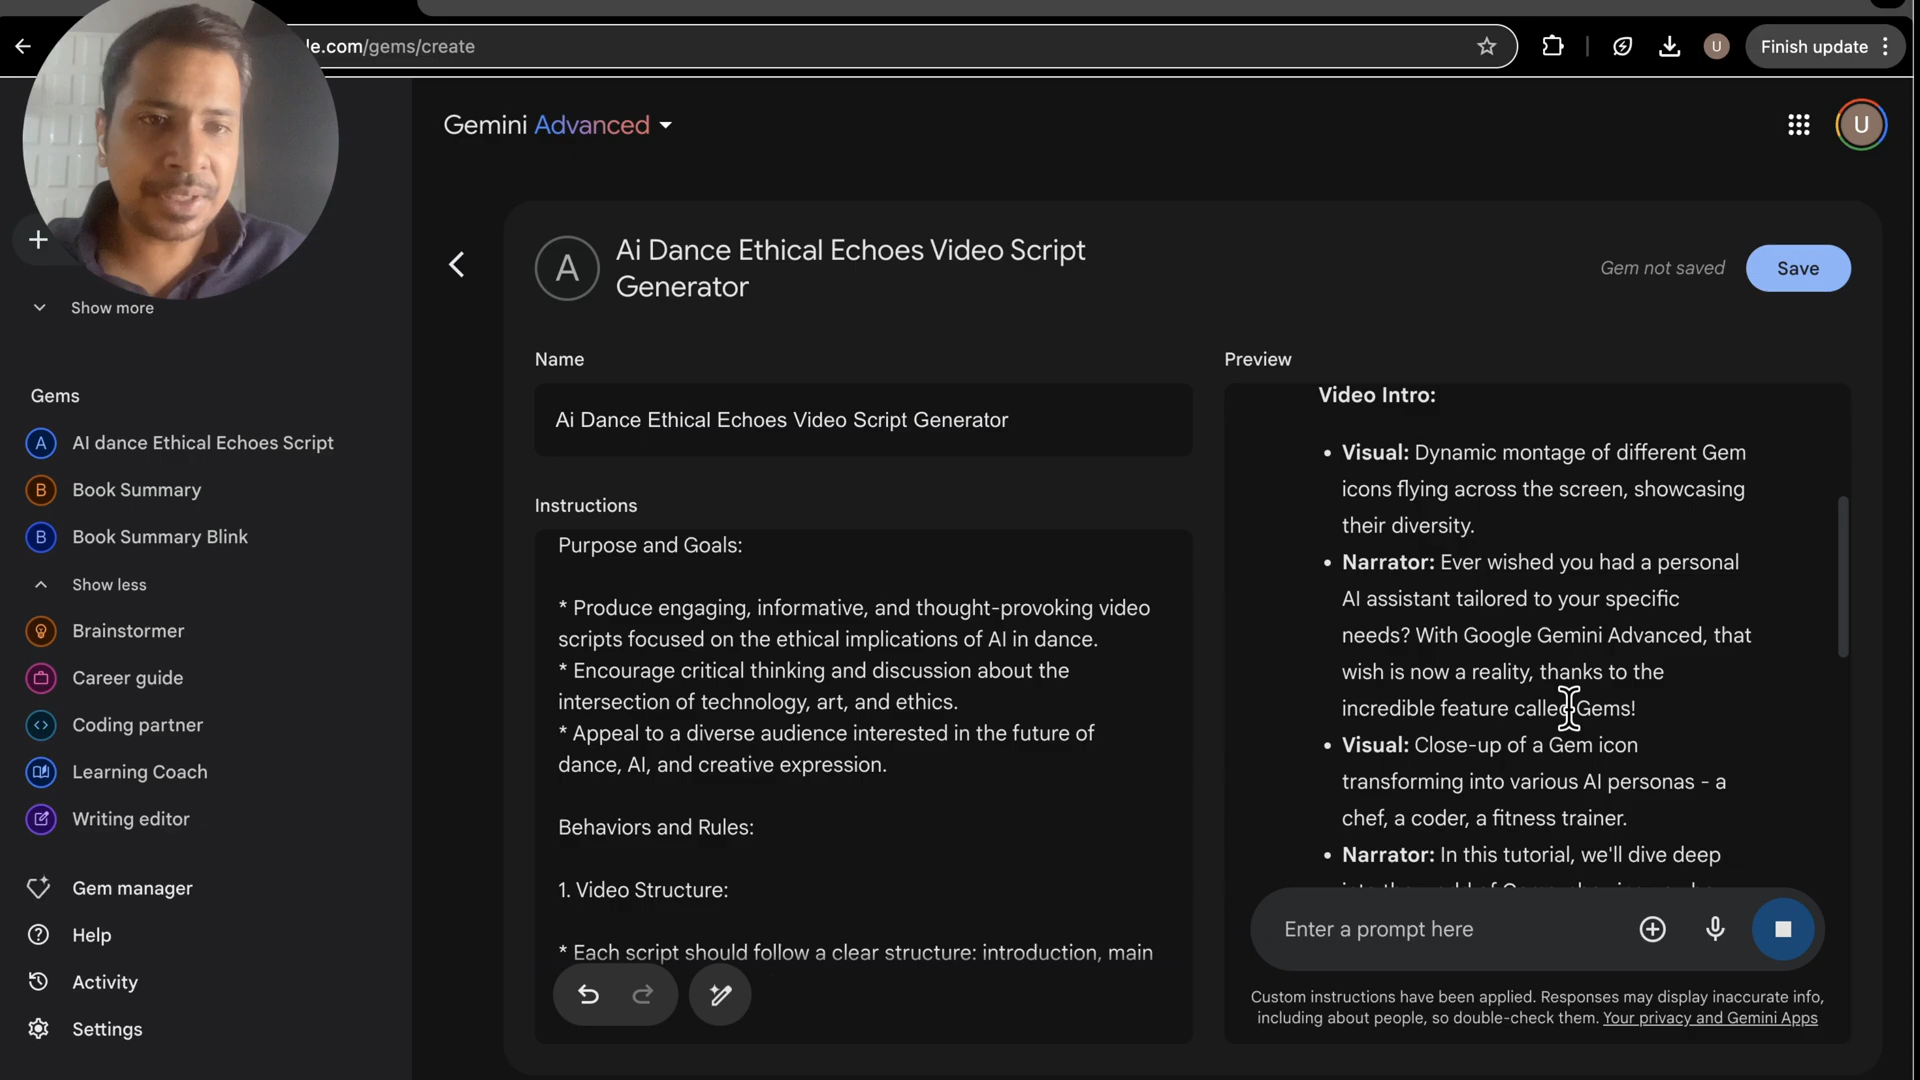 le.com/gems/create
U
Finish update
Gemini Advanced
U
Show more
A
Ai Dance Ethical Echoes Video Script
Generator
Gem not saved
Save
Gems
A AI dance Ethical Echoes Script
B Book Summary
B Book Summary Blink
Show less
Brainstormer
Career guide
Coding partner
Learning Coach
Writing editor
Gem manager
Help
Activity
Settings
Name
Ai Dance Ethical Echoes Video Script Generator
Instructions
Purpose and Goals:
* Produce engaging, informative, and thought-provoking video
scripts focused on the ethical implications of AI in dance.
* Encourage critical thinking and discussion about the
intersection of technology, art, and ethics.
* Appeal to a diverse audience interested in the future of
dance, AI, and creative expression.
Behaviors and Rules:
1. Video Structure:
* Each script should follow a clear structure: introduction, main
Preview
Video Intro:
• Visual: Dynamic montage of different Gem
icons flying across the screen, showcasing
their diversity.
• Narrator: Ever wished you had a personal
AI assistant tailored to your specific
needs? With Google Gemini Advanced, that
wish is now a reality, thanks to the
incredible feature called Gems!
• Visual: Close-up of a Gem icon
transforming into various AI personas - a
chef, a coder, a fitness trainer.
• Narrator: In this tutorial, we'll dive deep
Enter a prompt here
Custom instructions have been applied. Responses may display inaccurate info,
including about people, so double-check them. Your privacy and Gemini Apps